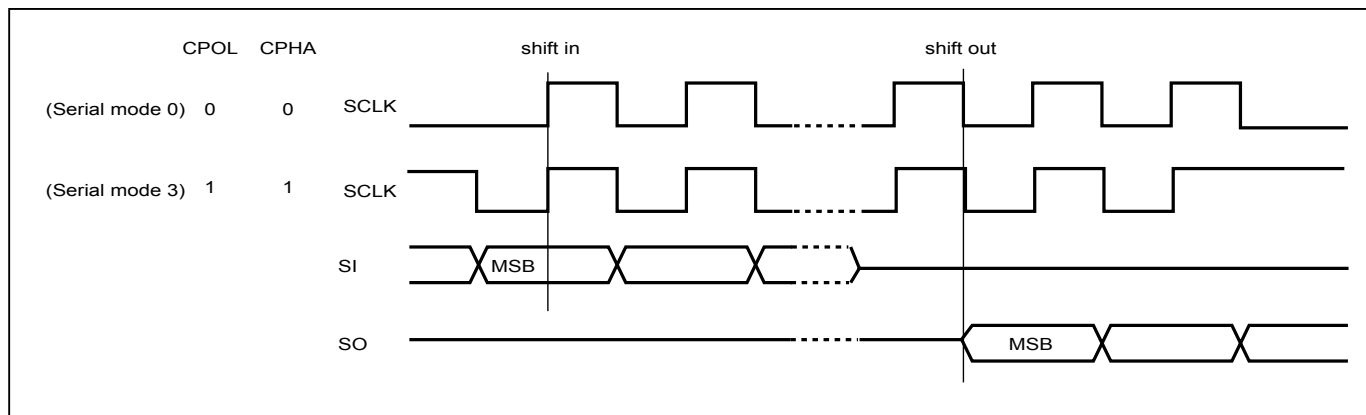 CPOL CPHA shift in shift out
(Serial mode 0) 0 0 SCLK
(Serial mode 3) 1 1 SCLK
SI MSB
SO MSB